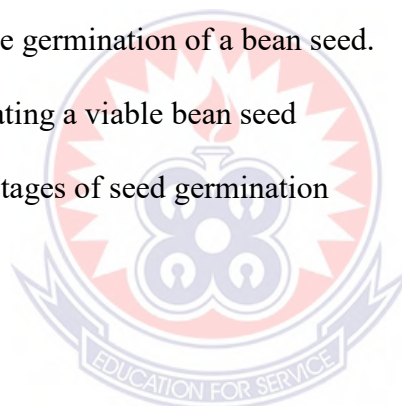 e germination of a bean seed.
ating a viable bean seed
tages of seed germination
EDUCATION FOR SERVICE